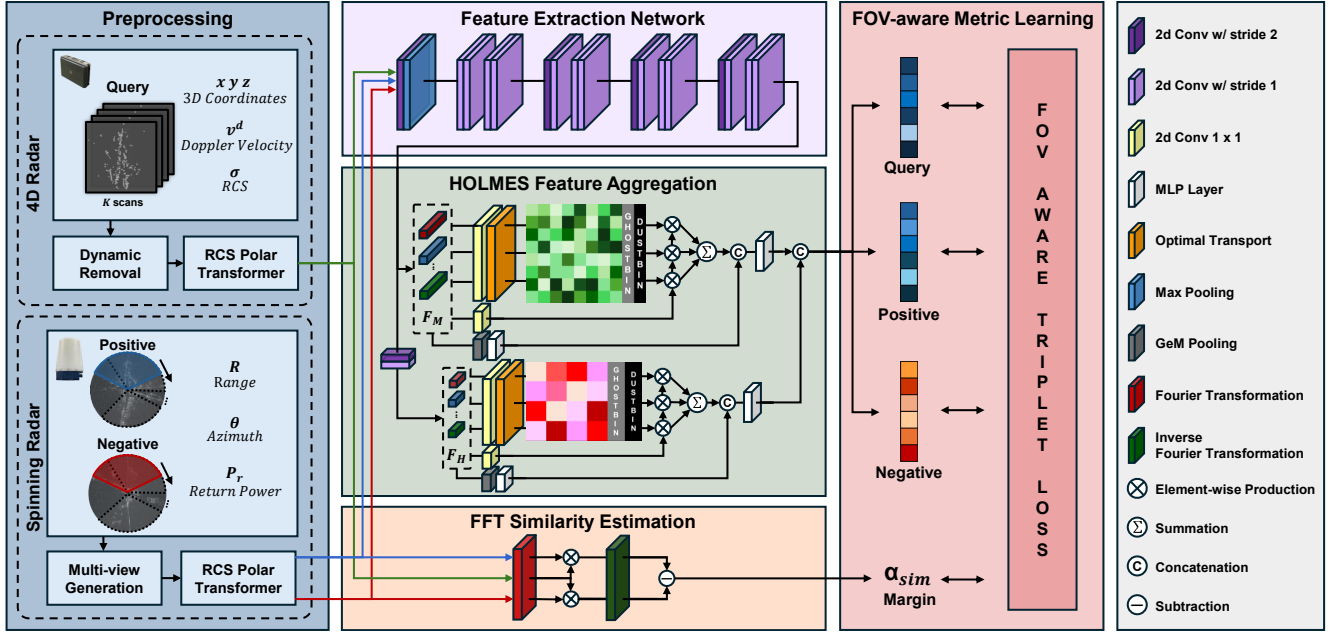 Preprocessing
4D Radar
Query
K scans
x y z
3D Coordinates
v^d
Doppler Velocity
σ
RCS
Dynamic
Removal
RCS Polar
Transformer
Spinning Radar
Positive
Negative
R
Range
θ
Azimuth
P_r
Return Power
Multi-view
Generation
RCS Polar
Transformer
Feature Extraction Network
HOLMES Feature Aggregation
F_M
GHOSTBIN
DUSTBIN
Σ
C
C
F_H
GHOSTBIN
DUSTBIN
Σ
C
FFT Similarity Estimation
FOV-aware Metric Learning
Query
Positive
Negative
α_sim
Margin
FOV AWARE TRIPLET LOSS
2d Conv w/ stride 2
2d Conv w/ stride 1
2d Conv 1 x 1
MLP Layer
Optimal Transport
Max Pooling
GeM Pooling
Fourier Transformation
Inverse
Fourier Transformation
Element-wise Production
Σ Summation
C Concatenation
Subtraction